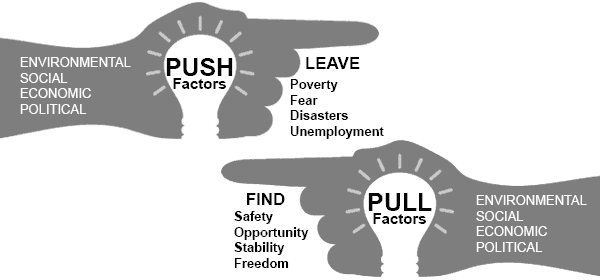 ENVIRONMENTAL
SOCIAL
ECONOMIC
POLITICAL
PUSH
Factors
LEAVE
Poverty
Fear
Disasters
Unemployment
FIND
Safety
Opportunity
Stability
Freedom
PULL
Factors
ENVIRONMENTAL
SOCIAL
ECONOMIC
POLITICAL